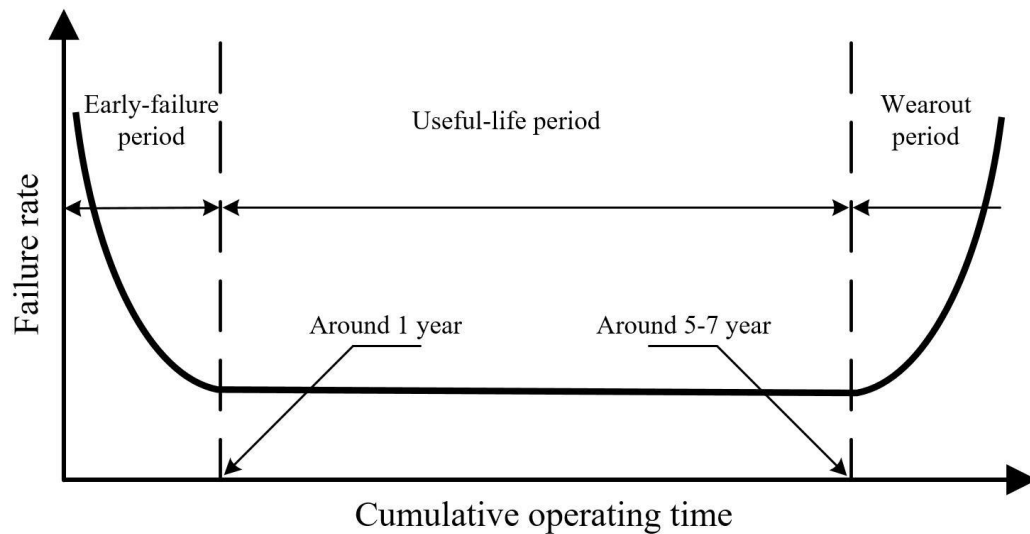 Early-failure
period
Useful-life period
Wearout
period
Failure rate
Around 1 year
Around 5-7 year
Cumulative operating time